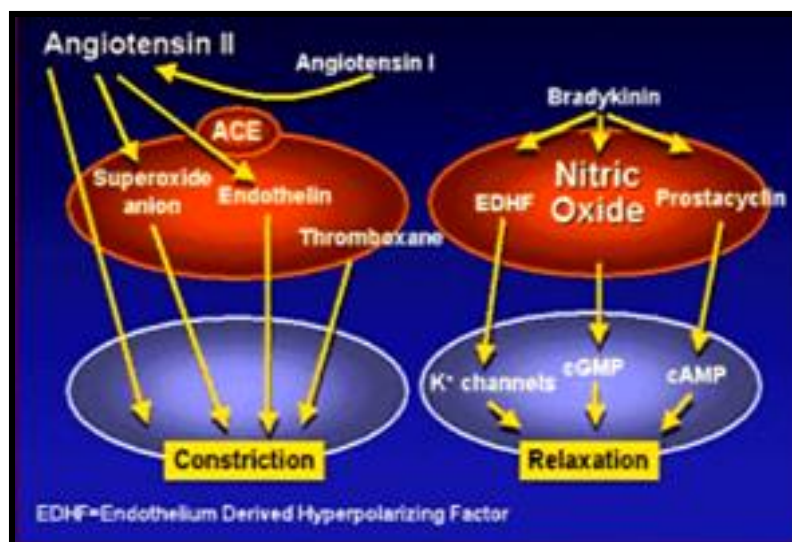 Angiotensin II
Angiotensin I
ACE
Superoxide
anion
Endothelin
Thromboxane
Constriction
Bradykinin
EDHF
Nitric
Oxide
Prostacyclin
K⁺ channels
cGMP
cAMP
Relaxation
EDHF=Endothelium Derived Hyperpolarizing Factor